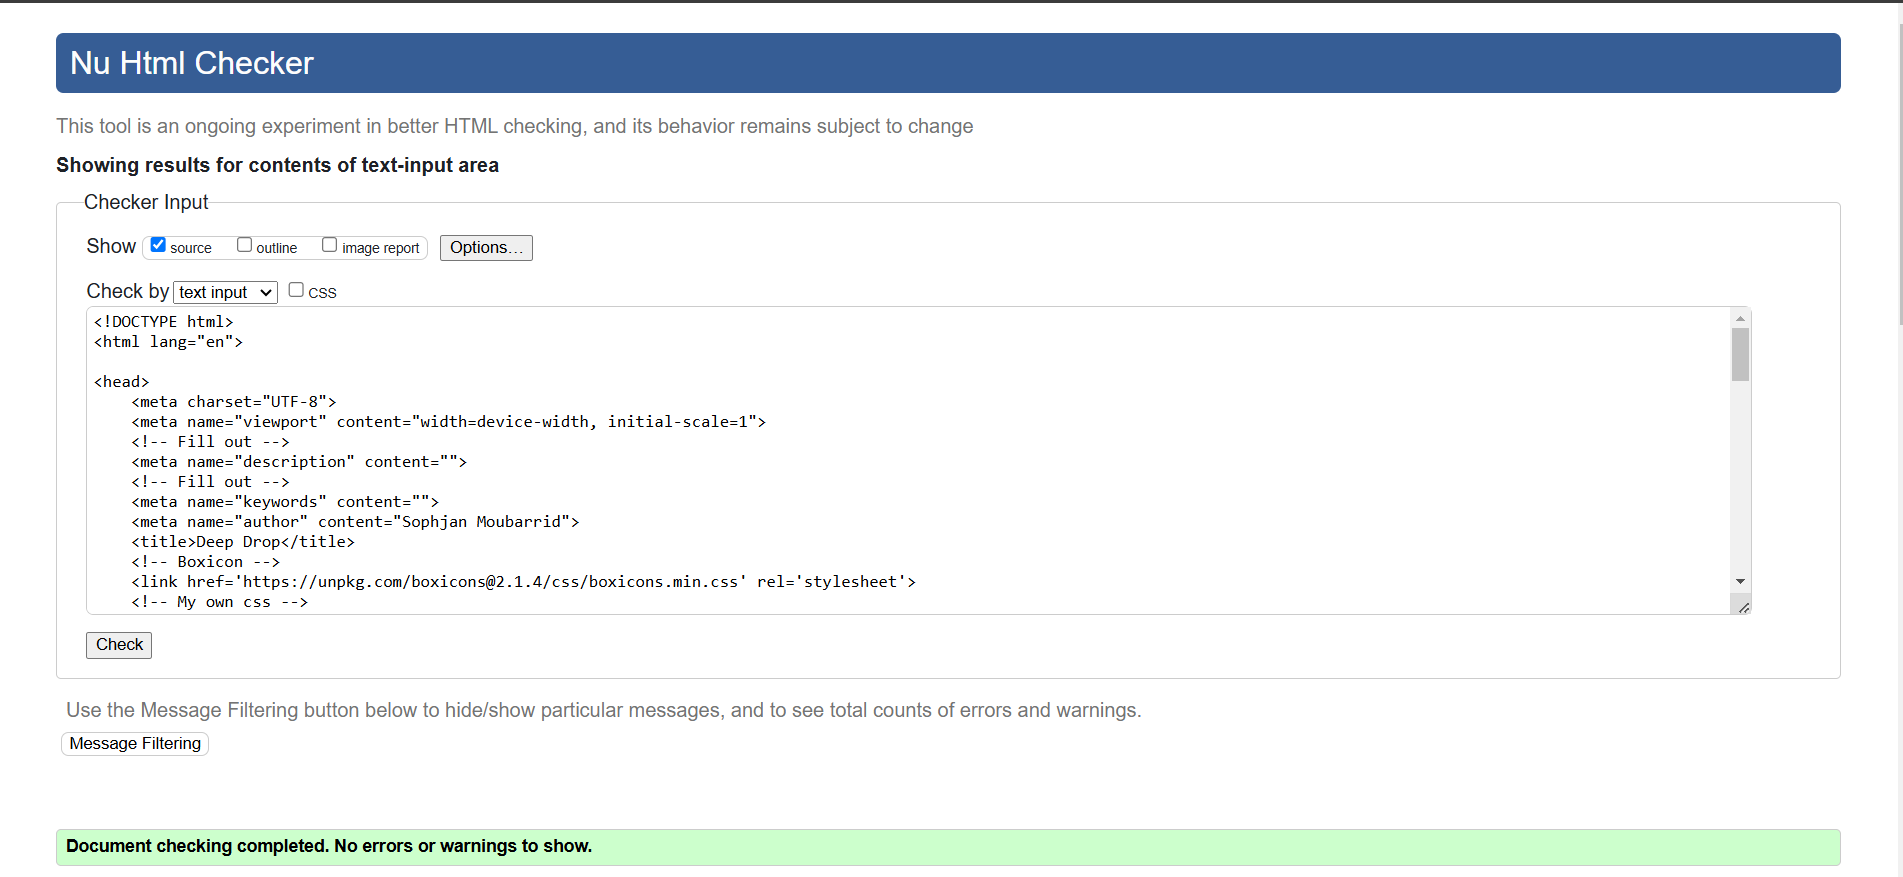 Nu Html Checker
This tool is an ongoing experiment in better HTML checking, and its behavior remains subject to change
Showing results for contents of text-input area
Checker Input
Show source outline image report Options...
Check by text input CSS
<!DOCTYPE html>
<html lang="en">
<head>
    <meta charset="UTF-8">
    <meta name="viewport" content="width=device-width, initial-scale=1">
    <!-- Fill out -->
    <meta name="description" content="">
    <!-- Fill out -->
    <meta name="keywords" content="">
    <meta name="author" content="Sophjan Moubarrid">
    <title>Deep Drop</title>
    <!-- Boxicon -->
    <link href='https://unpkg.com/boxicons@2.1.4/css/boxicons.min.css' rel='stylesheet'>
    <!-- My own css -->
Check
Use the Message Filtering button below to hide/show particular messages, and to see total counts of errors and warnings.
Message Filtering
Document checking completed. No errors or warnings to show.